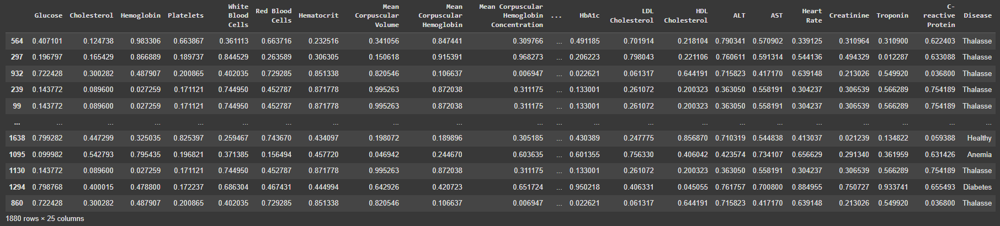 Glucose Cholesterol Hemoglobin Platelets White Blood Cells Red Blood Cells Hematocrit Mean Corpuscular Volume Mean Corpuscular Hemoglobin Mean Corpuscular Hemoglobin Concentration ... HbA1c LDL Cholesterol HDL Cholesterol ALT AST Heart Rate Creatinine Troponin C-reactive Protein Disease
564 0.407101 0.124738 0.983306 0.663867 0.361113 0.663716 0.232516 0.341056 0.847441 0.309766 ... 0.491185 0.701914 0.218104 0.790341 0.570902 0.339125 0.310964 0.310900 0.622403 Thalasse
297 0.196797 0.165429 0.866889 0.189737 0.844529 0.263589 0.306305 0.150618 0.915391 0.968273 ... 0.206223 0.798043 0.221106 0.760611 0.591314 0.544136 0.494329 0.012287 0.633088 Thalasse
932 0.722428 0.300282 0.487907 0.200865 0.402035 0.729285 0.851338 0.820546 0.106637 0.006947 ... 0.022621 0.061317 0.644191 0.715823 0.417170 0.639148 0.213026 0.549920 0.036800 Thalasse
239 0.143772 0.089600 0.027259 0.171121 0.744950 0.452787 0.871778 0.995263 0.872038 0.311175 ... 0.133001 0.261072 0.200323 0.363050 0.558191 0.304237 0.306539 0.566289 0.754189 Thalasse
99 0.143772 0.089600 0.027259 0.171121 0.744950 0.452787 0.871778 0.995263 0.872038 0.311175 ... 0.133001 0.261072 0.200323 0.363050 0.558191 0.304237 0.306539 0.566289 0.754189 Thalasse
... ... ... ... ... ... ... ... ... ... ... ... ... ... ... ... ... ... ... ... ... ...
1638 0.799282 0.447299 0.325035 0.825397 0.259467 0.743670 0.434097 0.198072 0.189896 0.305185 ... 0.430389 0.247775 0.856870 0.710319 0.544838 0.413037 0.021239 0.134822 0.059388 Healthy
1095 0.099982 0.542793 0.795435 0.196821 0.371385 0.156494 0.457720 0.046942 0.244670 0.603635 ... 0.601355 0.756330 0.406042 0.423574 0.734107 0.656629 0.291340 0.361959 0.631426 Anemia
1130 0.143772 0.089600 0.027259 0.171121 0.744950 0.452787 0.871778 0.995263 0.872038 0.311175 ... 0.133001 0.261072 0.200323 0.363050 0.558191 0.304237 0.306539 0.566289 0.754189 Thalasse
1294 0.798768 0.400015 0.478800 0.172237 0.686304 0.467431 0.444994 0.642926 0.420723 0.651724 ... 0.950218 0.406331 0.045055 0.761757 0.700800 0.884955 0.750727 0.933741 0.655493 Diabetes
860 0.722428 0.300282 0.487907 0.200865 0.402035 0.729285 0.851338 0.820546 0.106637 0.006947 ... 0.022621 0.061317 0.644191 0.715823 0.417170 0.639148 0.213026 0.549920 0.036800 Thalasse
1880 rows × 25 columns